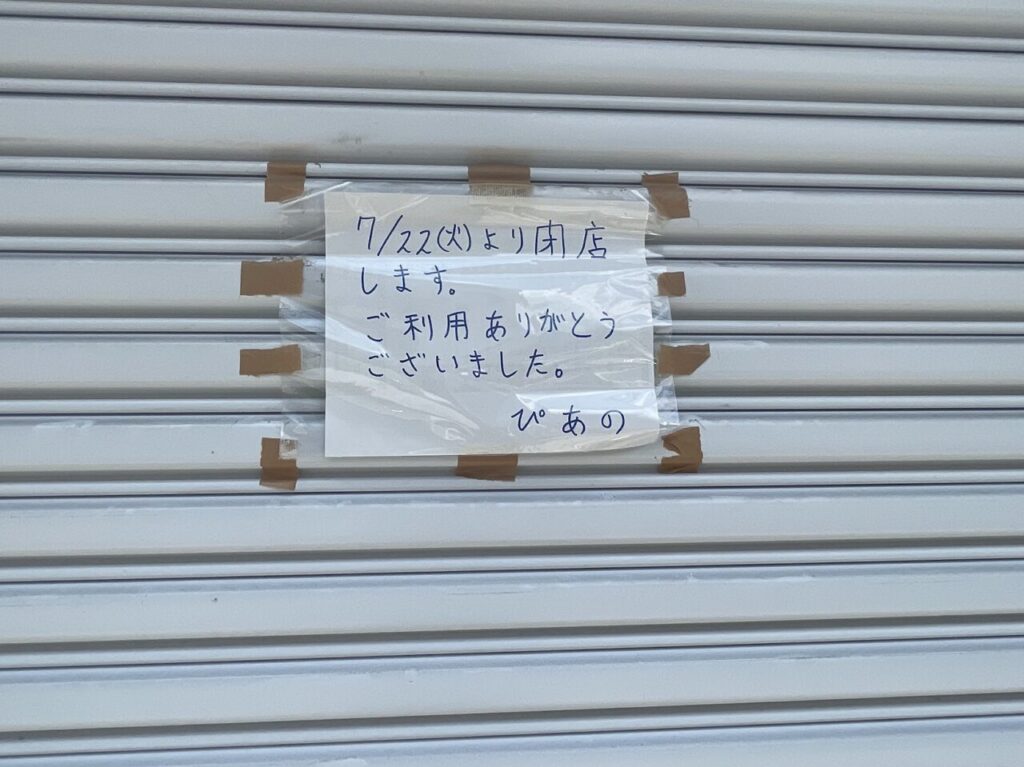 7/22(火)より閉店
します。
ご利用ありがとう
ございました。
ぴあの